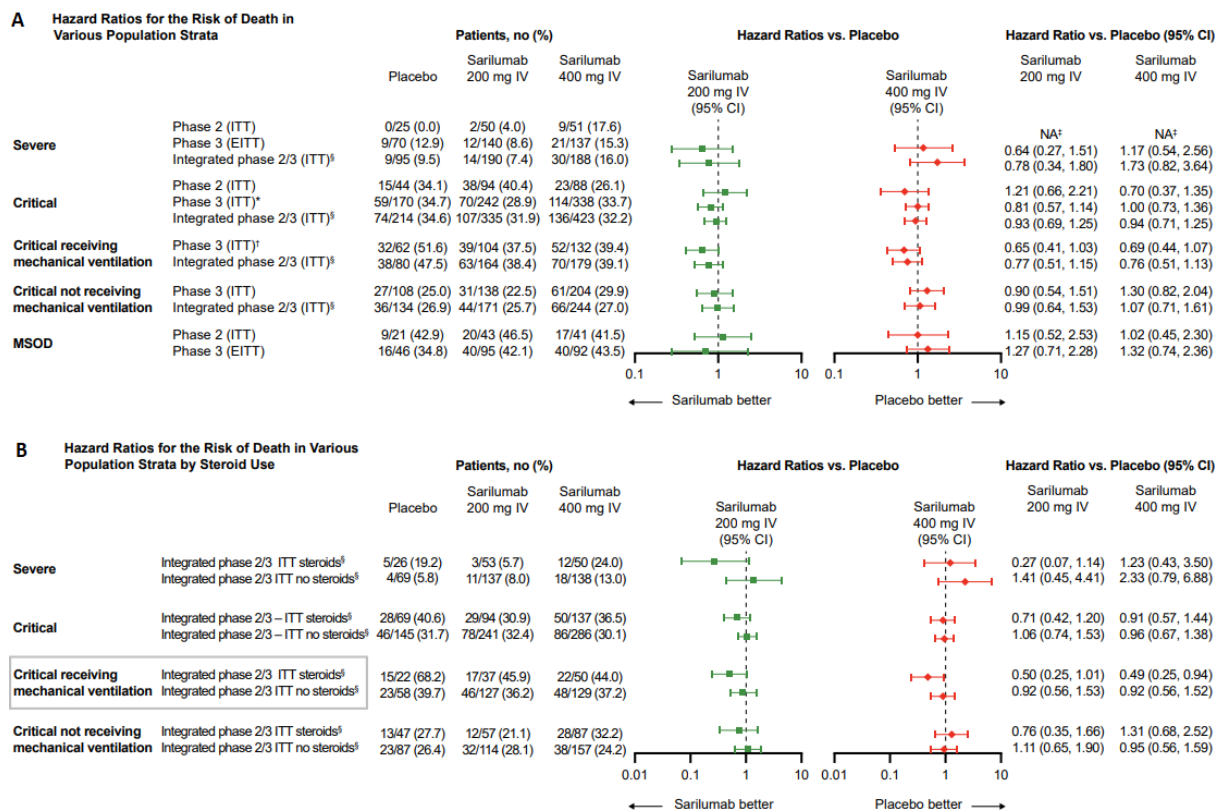 A Hazard Ratios for the Risk of Death in
Various Population Strata
Patients, no (%)
Hazard Ratios vs. Placebo
Hazard Ratio vs. Placebo (95% CI)
Placebo
Sarilumab
200 mg IV
Sarilumab
400 mg IV
Sarilumab
200 mg IV
(95% CI)
Sarilumab
400 mg IV
(95% CI)
Sarilumab
200 mg IV
Sarilumab
400 mg IV
Severe
Phase 2 (ITT) 0/25 (0.0) 2/50 (4.0) 9/51 (17.6) NA‡ NA‡
Phase 3 (EITT) 9/70 (12.9) 12/140 (8.6) 21/137 (15.3) 0.64 (0.27, 1.51) 1.17 (0.54, 2.56)
Integrated phase 2/3 (ITT)§ 9/95 (9.5) 14/190 (7.4) 30/188 (16.0) 0.78 (0.34, 1.80) 1.73 (0.82, 3.64)
Critical
Phase 2 (ITT) 15/44 (34.1) 38/94 (40.4) 23/88 (26.1) 1.21 (0.66, 2.21) 0.70 (0.37, 1.35)
Phase 3 (ITT)* 59/170 (34.7) 70/242 (28.9) 114/338 (33.7) 0.81 (0.57, 1.14) 1.00 (0.73, 1.36)
Integrated phase 2/3 (ITT)§ 74/214 (34.6) 107/335 (31.9) 136/423 (32.2) 0.93 (0.69, 1.25) 0.94 (0.71, 1.25)
Critical receiving
mechanical ventilation
Phase 3 (ITT)† 32/62 (51.6) 39/104 (37.5) 52/132 (39.4) 0.65 (0.41, 1.03) 0.69 (0.44, 1.07)
Integrated phase 2/3 (ITT)§ 38/80 (47.5) 63/164 (38.4) 70/179 (39.1) 0.77 (0.51, 1.15) 0.76 (0.51, 1.13)
Critical not receiving
mechanical ventilation
Phase 3 (ITT) 27/108 (25.0) 31/138 (22.5) 61/204 (29.9) 0.90 (0.54, 1.51) 1.30 (0.82, 2.04)
Integrated phase 2/3 (ITT)§ 36/134 (26.9) 44/171 (25.7) 66/244 (27.0) 0.99 (0.64, 1.53) 1.07 (0.71, 1.61)
MSOD
Phase 2 (ITT) 9/21 (42.9) 20/43 (46.5) 17/41 (41.5) 1.15 (0.52, 2.53) 1.02 (0.45, 2.30)
Phase 3 (EITT) 16/46 (34.8) 40/95 (42.1) 40/92 (43.5) 1.27 (0.71, 2.28) 1.32 (0.74, 2.36)
0.1 1 10 0.1 1 10
Sarilumab better Placebo better
B Hazard Ratios for the Risk of Death in Various
Population Strata by Steroid Use
Patients, no (%)
Hazard Ratios vs. Placebo
Hazard Ratio vs. Placebo (95% CI)
Placebo
Sarilumab
200 mg IV
Sarilumab
400 mg IV
Sarilumab
200 mg IV
(95% CI)
Sarilumab
400 mg IV
(95% CI)
Sarilumab
200 mg IV
Sarilumab
400 mg IV
Severe
Integrated phase 2/3 ITT steroids§ 5/26 (19.2) 3/53 (5.7) 12/50 (24.0) 0.27 (0.07, 1.14) 1.23 (0.43, 3.50)
Integrated phase 2/3 ITT no steroids§ 4/69 (5.8) 11/137 (8.0) 18/138 (13.0) 1.41 (0.45, 4.41) 2.33 (0.79, 6.88)
Critical
Integrated phase 2/3 – ITT steroids§ 28/69 (40.6) 29/94 (30.9) 50/137 (36.5) 0.71 (0.42, 1.20) 0.91 (0.57, 1.44)
Integrated phase 2/3 – ITT no steroids§ 46/145 (31.7) 78/241 (32.4) 86/286 (30.1) 1.06 (0.74, 1.53) 0.96 (0.67, 1.38)
Critical receiving
mechanical ventilation
Integrated phase 2/3 ITT steroids§ 15/22 (68.2) 17/37 (45.9) 22/50 (44.0) 0.50 (0.25, 1.01) 0.49 (0.25, 0.94)
Integrated phase 2/3 ITT no steroids§ 23/58 (39.7) 46/127 (36.2) 48/129 (37.2) 0.92 (0.56, 1.53) 0.92 (0.56, 1.52)
Critical not receiving
mechanical ventilation
Integrated phase 2/3 ITT steroids§ 13/47 (27.7) 12/57 (21.1) 28/87 (32.2) 0.76 (0.35, 1.66) 1.31 (0.68, 2.52)
Integrated phase 2/3 ITT no steroids§ 23/87 (26.4) 32/114 (28.1) 38/157 (24.2) 1.11 (0.65, 1.90) 0.95 (0.56, 1.59)
0.01 0.1 1 10 0.01 0.1 1 10
Sarilumab better Placebo better